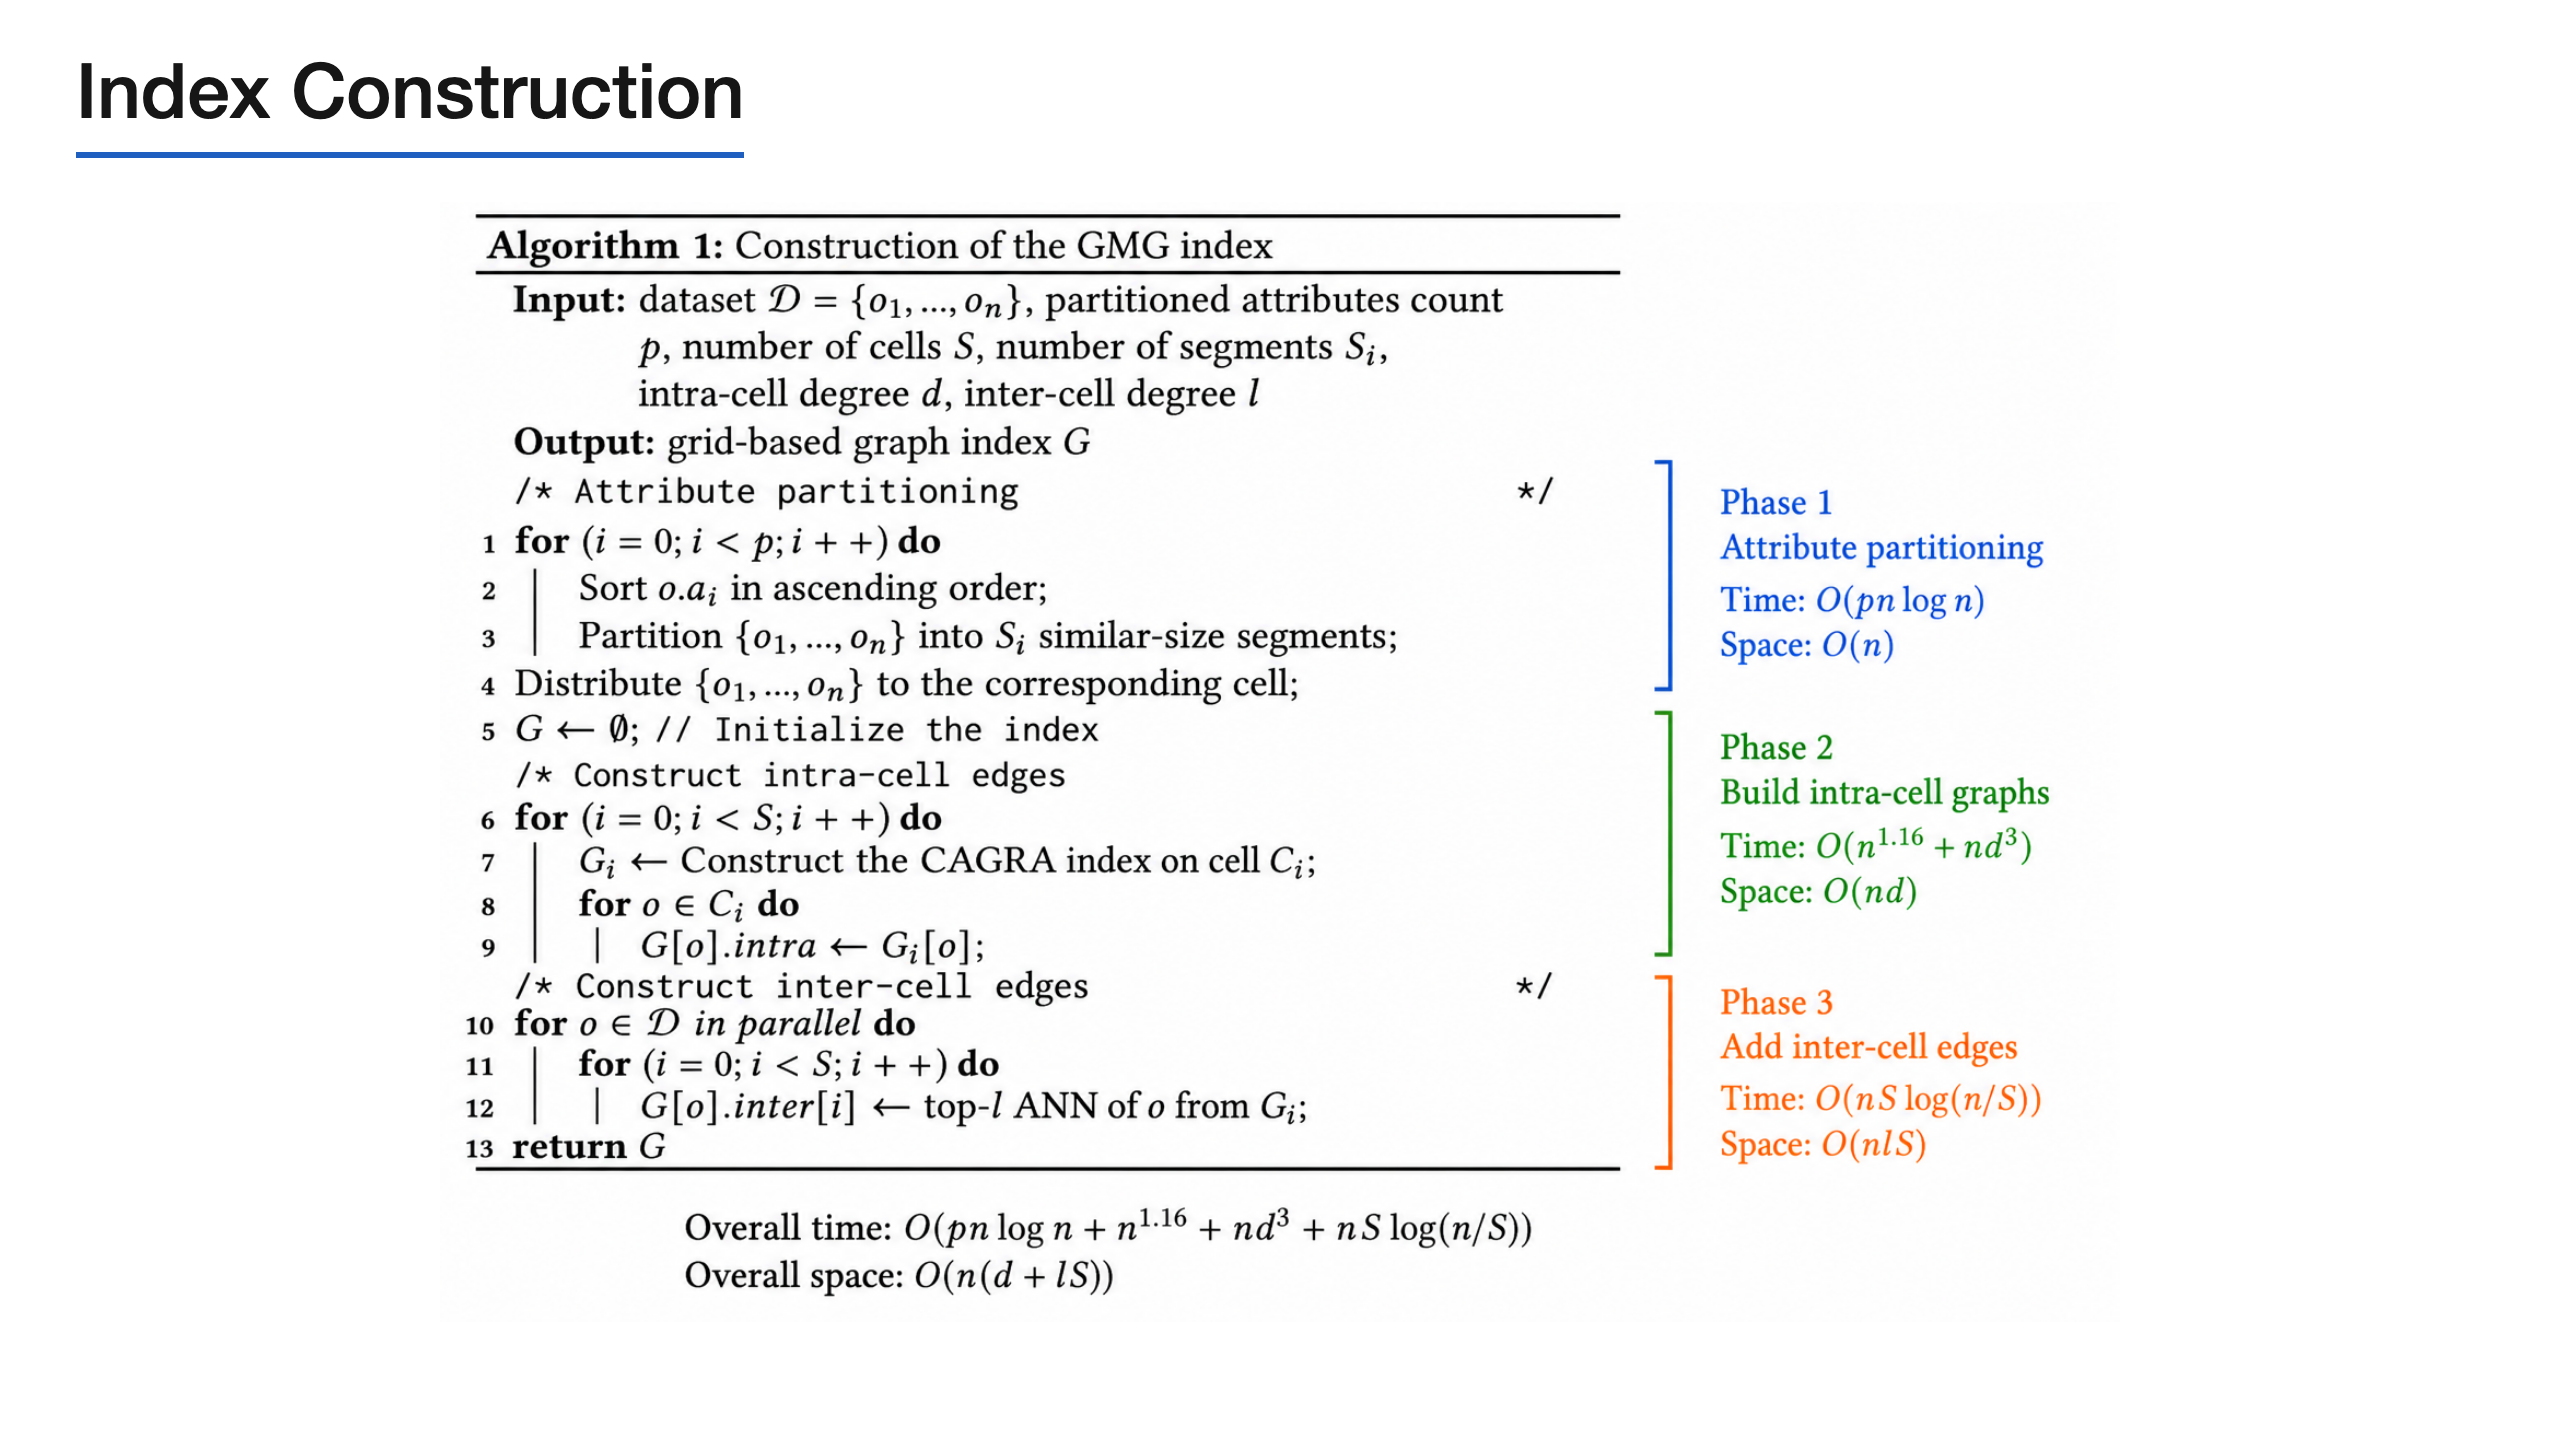 Index Construction
Algorithm 1: Construction of the GMG index
Input: dataset 𝒟 = {o₁, ..., oₙ}, partitioned attributes count
p, number of cells S, number of segments Sᵢ,
intra-cell degree d, inter-cell degree l
Output: grid-based graph index G
/* Attribute partitioning */
1 for (i = 0; i < p; i + +) do
2 Sort o.aᵢ in ascending order;
3 Partition {o₁, ..., oₙ} into Sᵢ similar-size segments;
4 Distribute {o₁, ..., oₙ} to the corresponding cell;
5 G ← ∅; // Initialize the index
/* Construct intra-cell edges
6 for (i = 0; i < S; i + +) do
7 Gᵢ ← Construct the CAGRA index on cell Cᵢ;
8 for o ∈ Cᵢ do
9 G[o].intra ← Gᵢ[o];
/* Construct inter-cell edges */
10 for o ∈ 𝒟 in parallel do
11 for (i = 0; i < S; i + +) do
12 G[o].inter[i] ← top-l ANN of o from Gᵢ;
13 return G
Phase 1
Attribute partitioning
Time: O(pn log n)
Space: O(n)
Phase 2
Build intra-cell graphs
Time: O(n¹·¹⁶ + nd³)
Space: O(nd)
Phase 3
Add inter-cell edges
Time: O(nS log(n/S))
Space: O(nlS)
Overall time: O(pn log n + n¹·¹⁶ + nd³ + nS log(n/S))
Overall space: O(n(d + lS))